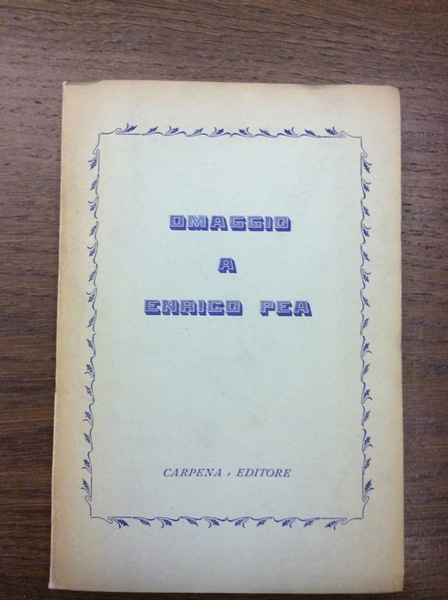 OMAGGIO
A
ENRICO PEA
CARPENA - EDITORE